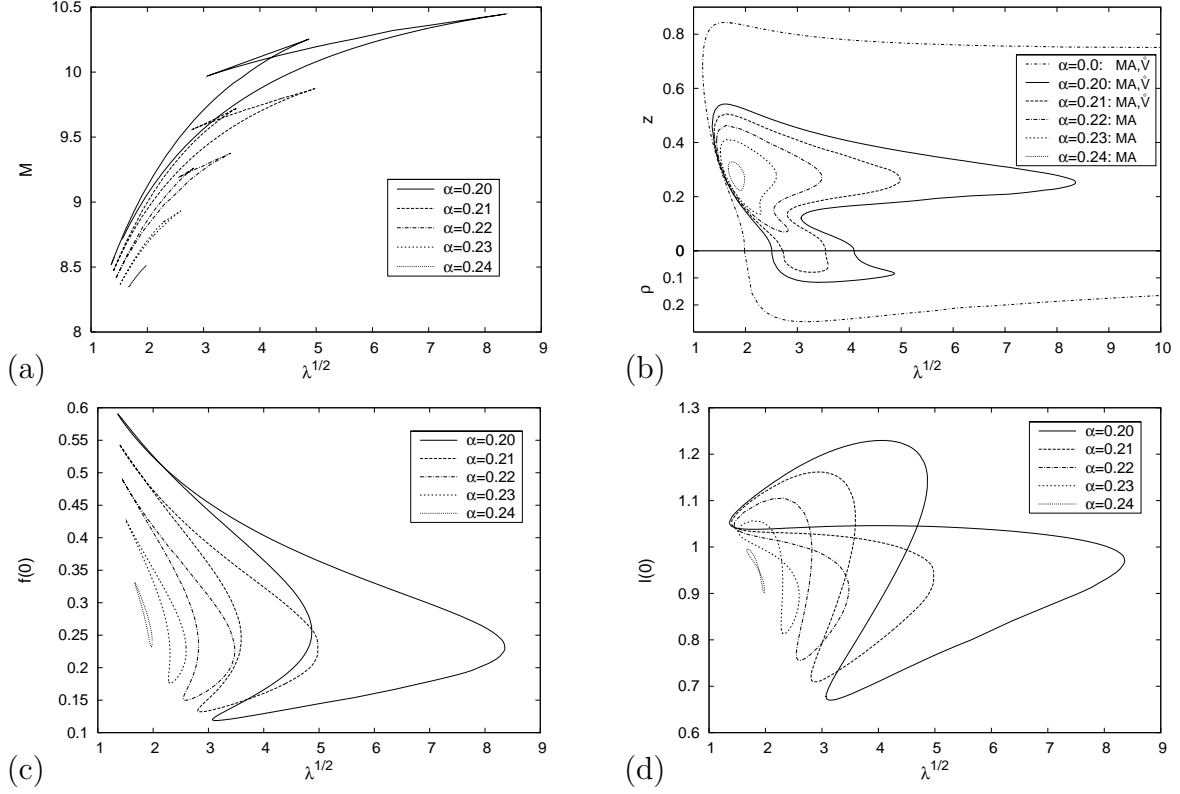 (a)
M
10.5
10
9.5
9
8.5
8
1 2 3 4 5 6 7 8 9
λ^{1/2}
α=0.20
α=0.21
α=0.22
α=0.23
α=0.24
(b)
z
ρ
0.8
0.6
0.4
0.2
0
0
0.1
0.2
1 2 3 4 5 6 7 8 9 10
λ^{1/2}
α=0.0: MA,V̊
α=0.20: MA,V̊
α=0.21: MA,V̊
α=0.22: MA
α=0.23: MA
α=0.24: MA
(c)
f(0)
0.6
0.55
0.5
0.45
0.4
0.35
0.3
0.25
0.2
0.15
0.1
1 2 3 4 5 6 7 8 9
λ^{1/2}
α=0.20
α=0.21
α=0.22
α=0.23
α=0.24
(d)
l(0)
1.3
1.2
1.1
1
0.9
0.8
0.7
0.6
1 2 3 4 5 6 7 8 9
λ^{1/2}
α=0.20
α=0.21
α=0.22
α=0.23
α=0.24